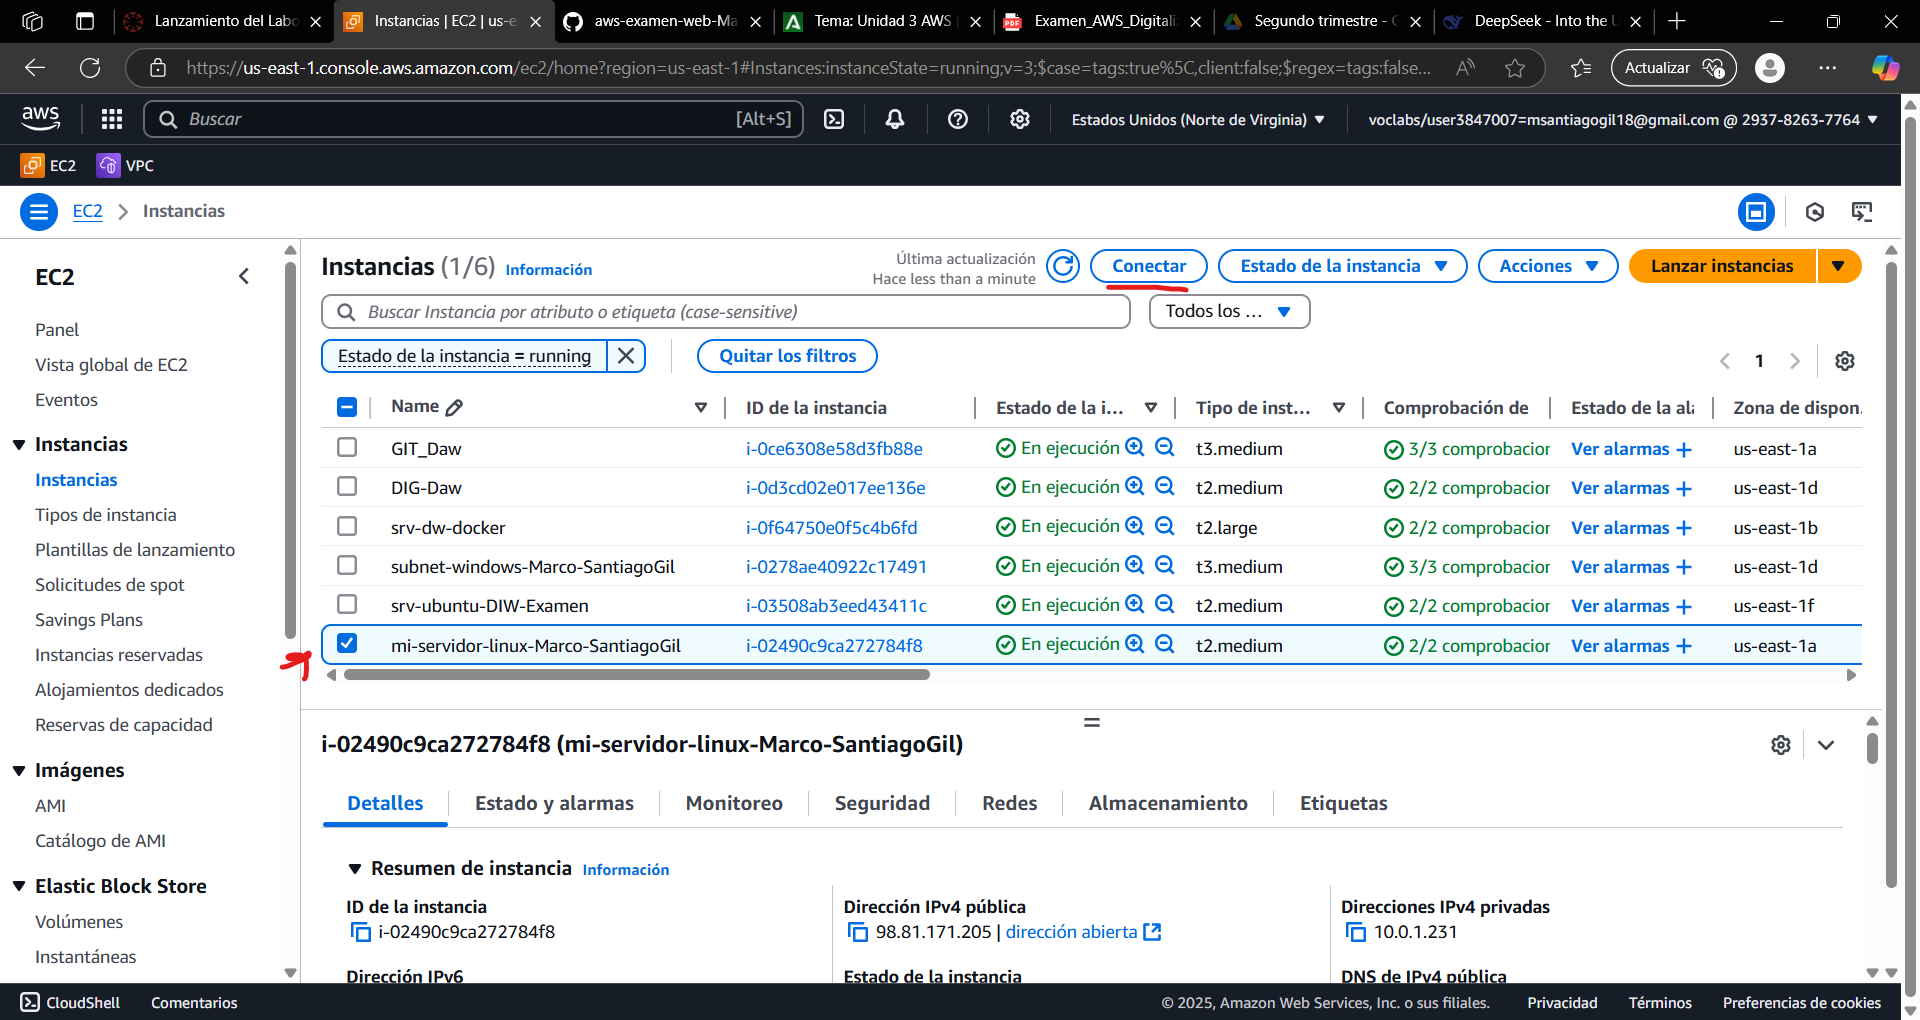 Lanzamiento del Labo
Instancias | EC2 | us-e
aws-examen-web-Ma
Tema: Unidad 3 AWS
Examen_AWS_Digitali
Segundo trimestre -
DeepSeek - Into the
https://us-east-1.console.aws.amazon.com/ec2/home?region=us-east-1#Instances:instanceState=running;v=3;$case=tags:true%5C,client:false;$regex=tags:false...
Actualizar
aws
Buscar
[Alt+S]
Estados Unidos (Norte de Virginia)
voclabs/user3847007=msantiagogil18@gmail.com @ 2937-8263-7764
EC2
VPC
EC2
Instancias
EC2
Panel
Vista global de EC2
Eventos
Instancias
Instancias
Tipos de instancia
Plantillas de lanzamiento
Solicitudes de spot
Savings Plans
Instancias reservadas
Alojamientos dedicados
Reservas de capacidad
Imágenes
AMI
Catálogo de AMI
Elastic Block Store
Volúmenes
Instantáneas
Instancias (1/6) Información
Última actualización
Hace less than a minute
Conectar
Estado de la instancia
Acciones
Lanzar instancias
Buscar Instancia por atributo o etiqueta (case-sensitive)
Todos los ...
Estado de la instancia = running
Quitar los filtros
1
Name ID de la instancia Estado de la i... Tipo de inst... Comprobación de Estado de la al Zona de dispon.
GIT_Daw i-0ce6308e58d3fb88e En ejecución t3.medium 3/3 comprobacion Ver alarmas + us-east-1a
DIG-Daw i-0d3cd02e017ee136e En ejecución t2.medium 2/2 comprobacion Ver alarmas + us-east-1d
srv-dw-docker i-0f64750e0f5c4b6fd En ejecución t2.large 2/2 comprobacion Ver alarmas + us-east-1b
subnet-windows-Marco-SantiagoGil i-0278ae40922c17491 En ejecución t3.medium 3/3 comprobacion Ver alarmas + us-east-1d
srv-ubuntu-DIW-Examen i-03508ab3eed43411c En ejecución t2.medium 2/2 comprobacion Ver alarmas + us-east-1f
mi-servidor-linux-Marco-SantiagoGil i-02490c9ca272784f8 En ejecución t2.medium 2/2 comprobacion Ver alarmas + us-east-1a
i-02490c9ca272784f8 (mi-servidor-linux-Marco-SantiagoGil)
Detalles
Estado y alarmas
Monitoreo
Seguridad
Redes
Almacenamiento
Etiquetas
Resumen de instancia Información
ID de la instancia
i-02490c9ca272784f8
Dirección IPv4 pública
98.81.171.205 | dirección abierta
Direcciones IPv4 privadas
10.0.1.231
Dirección IPv6
Estado de la instancia
DNS de IPv4 pública
CloudShell
Comentarios
© 2025, Amazon Web Services, Inc. o sus filiales.
Privacidad
Términos
Preferencias de cookies